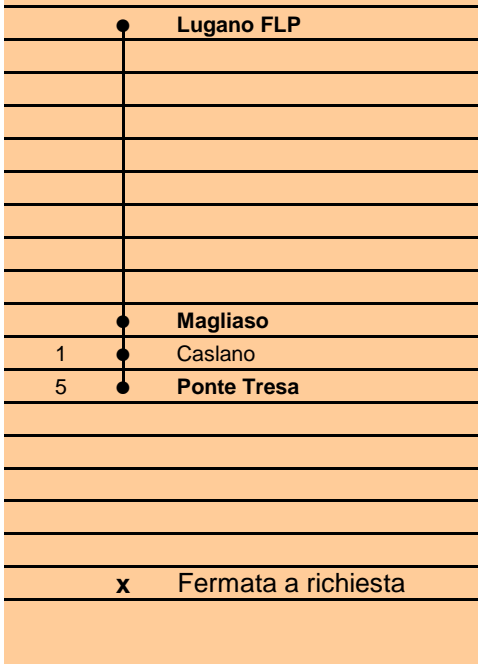 Lugano FLP
Magliaso
1 Caslano
5 Ponte Tresa
x Fermata a richiesta